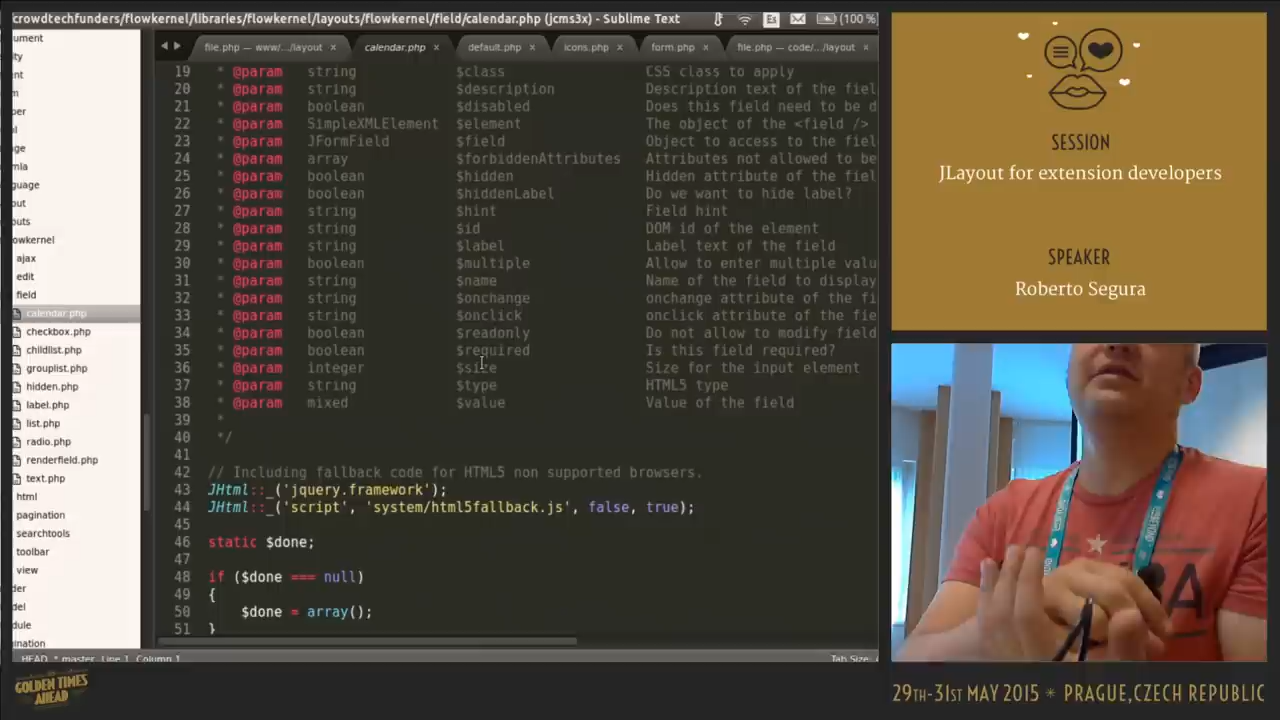 crowdtechfunders/flowkernel/libraries/flowkernel/layouts/flowkernel/field/calendar.php (jcms3x) - Sublime Text
Es
(100 %
file.php — www/.../layout ×
calendar.php ×
default.php ×
icons.php ×
form.php ×
file.php — code/.../layout ×
ajax
edit
field
calendar.php
checkbox.php
childlist.php
grouplist.php
hidden.php
label.php
list.php
radio.php
renderfield.php
text.php
html
pagination
searchtools
toolbar
view
19 * @param string $class CSS class to apply
20 * @param string $description Description text of the fiel
21 * @param boolean $disabled Does this field need to be d
22 * @param SimpleXMLElement $element The object of the <field />
23 * @param JFormField $field Object to access to the fiel
24 * @param array $forbiddenAttributes Attributes not allowed to be
25 * @param boolean $hidden Hidden attribute of the field
26 * @param boolean $hiddenLabel Do we want to hide label?
27 * @param string $hint Field hint
28 * @param string $id DOM id of the element
29 * @param string $label Label text of the field
30 * @param boolean $multiple Allow to enter multiple valu
31 * @param string $name Name of the field to display
32 * @param string $onchange onchange attribute of the fi
33 * @param string $onclick onclick attribute of the fie
34 * @param boolean $readonly Do not allow to modify field
35 * @param boolean $required Is this field required?
36 * @param integer $size Size for the input element
37 * @param string $type HTML5 type
38 * @param mixed $value Value of the field
39 *
40 */
41
42 // Including fallback code for HTML5 non supported browsers.
43 JHtml::_('jquery.framework');
44 JHtml::_('script', 'system/html5fallback.js', false, true);
45
46 static $done;
47
48 if ($done === null)
49 {
50 $done = array();
51 }
HEAD * master, Line 1, Column 1
Tab Size:
SESSION
JLayout for extension developers
SPEAKER
Roberto Segura
GOLDEN TIMES
AHEAD
29TH-31ST MAY 2015 * PRAGUE,CZECH REPUBLIC